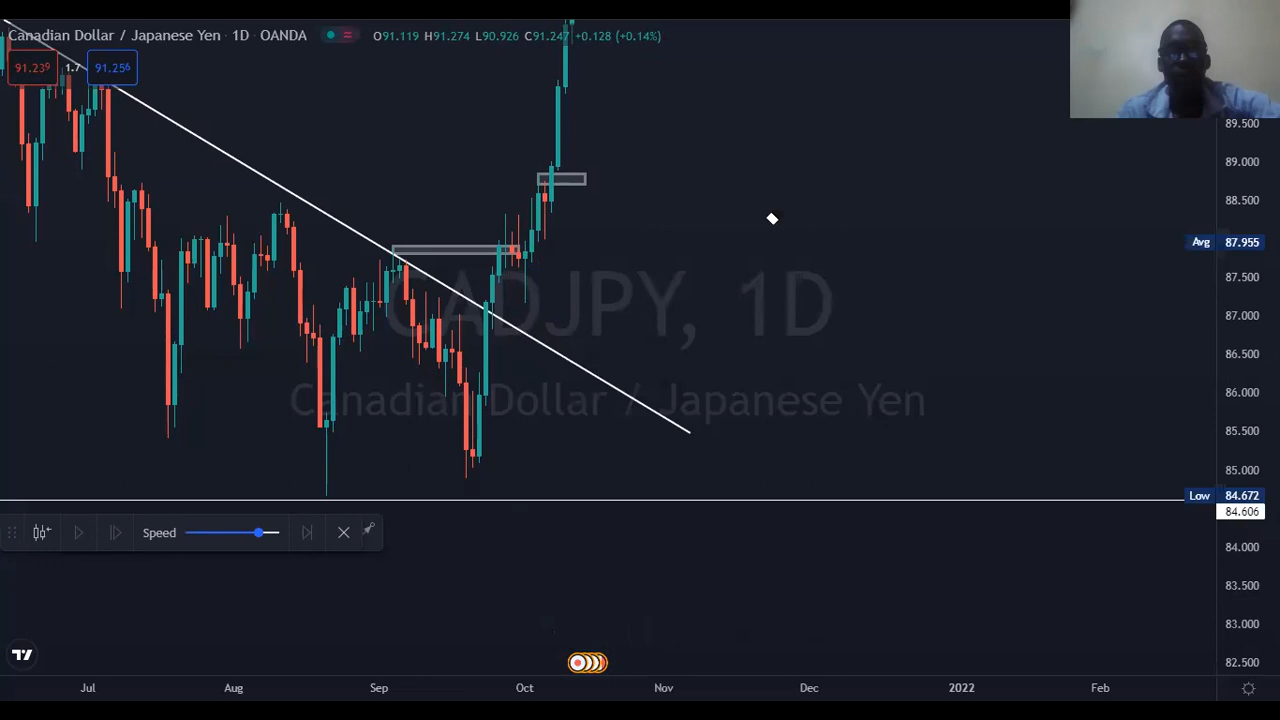 Canadian Dollar / Japanese Yen · 1D · OANDA O91.119 H91.274 L90.926 C91.247 +0.128 (+0.14%)
91.239 1.7 91.256
89.500
89.000
88.500
Avg 87.955
87.500
87.000
86.500
86.000
85.500
85.000
Low 84.672
84.606
84.000
83.500
83.000
82.500
CADJPY, 1D
Canadian Dollar / Japanese Yen
Speed
Jul Aug Sep Oct Nov Dec 2022 Feb